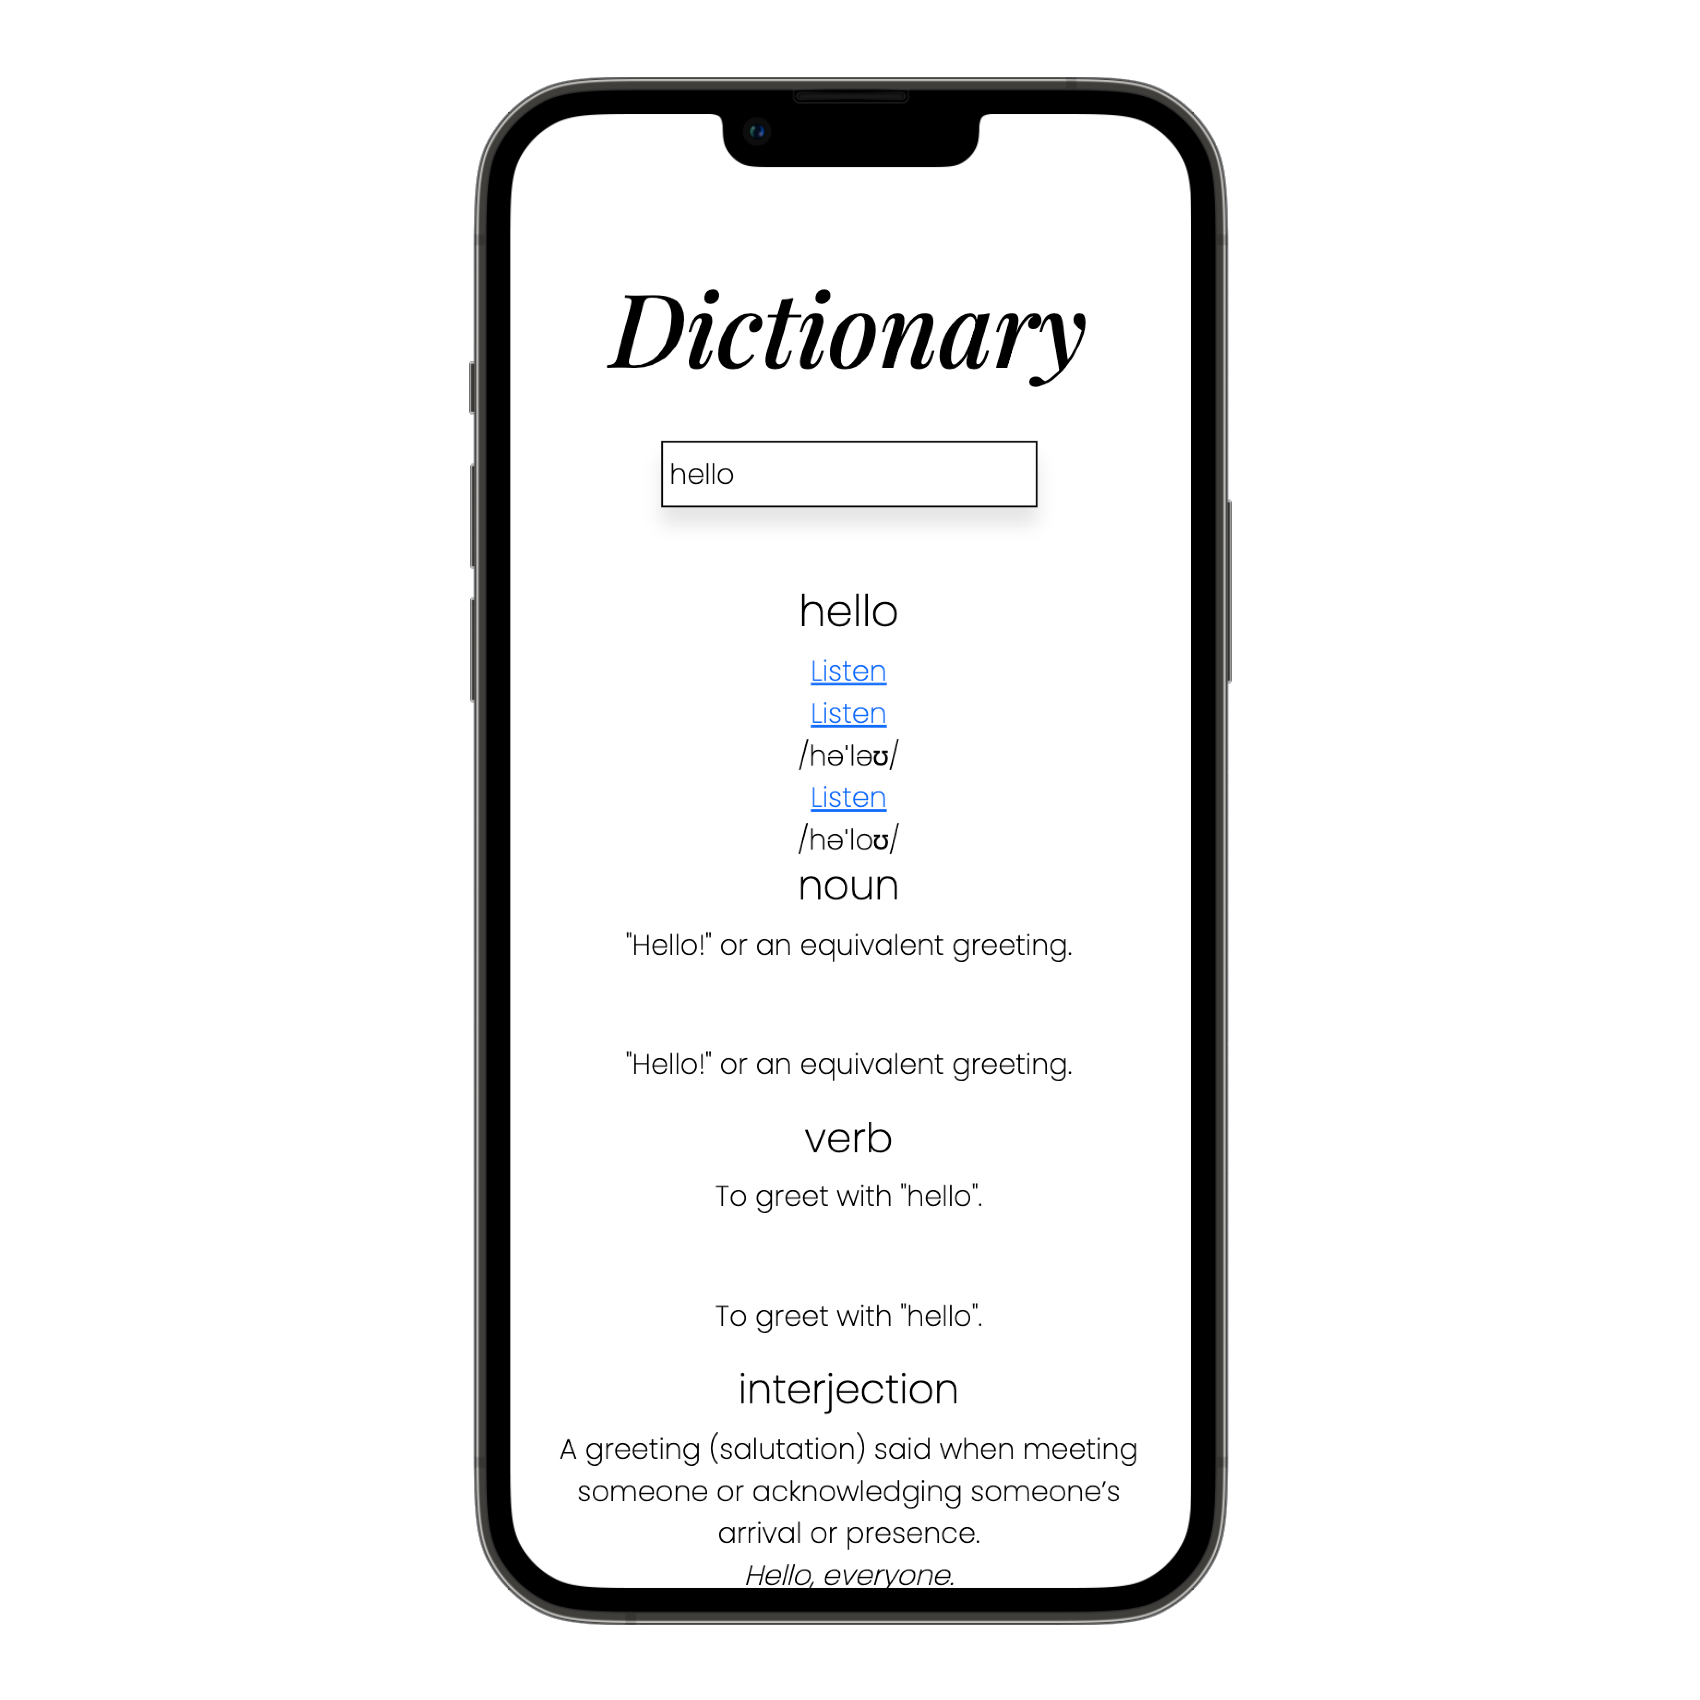 Dictionary
hello
hello
Listen
Listen
/həˈləʊ/
Listen
/həˈloʊ/
noun
"Hello!" or an equivalent greeting.
"Hello!" or an equivalent greeting.
verb
To greet with "hello".
To greet with "hello".
interjection
A greeting (salutation) said when meeting
someone or acknowledging someone’s
arrival or presence.
Hello, everyone.